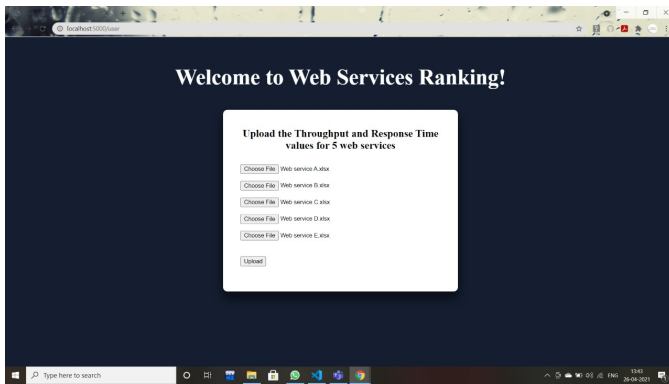 localhost:5000/user
Welcome to Web Services Ranking!
Upload the Throughput and Response Time
values for 5 web services
Choose File Web service A.xlsx
Choose File Web service B.xlsx
Choose File Web service C.xlsx
Choose File Web service D.xlsx
Choose File Web service E.xlsx
Upload
Type here to search
ENG
13:43
26-04-2021